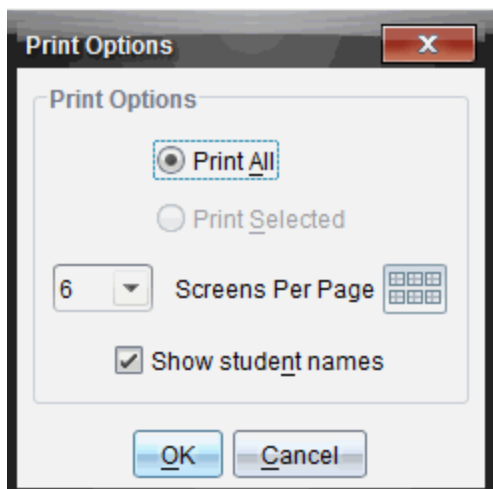 Print Options
Print Options
Print All
Print Selected
6 Screens Per Page
Show student names
OK Cancel